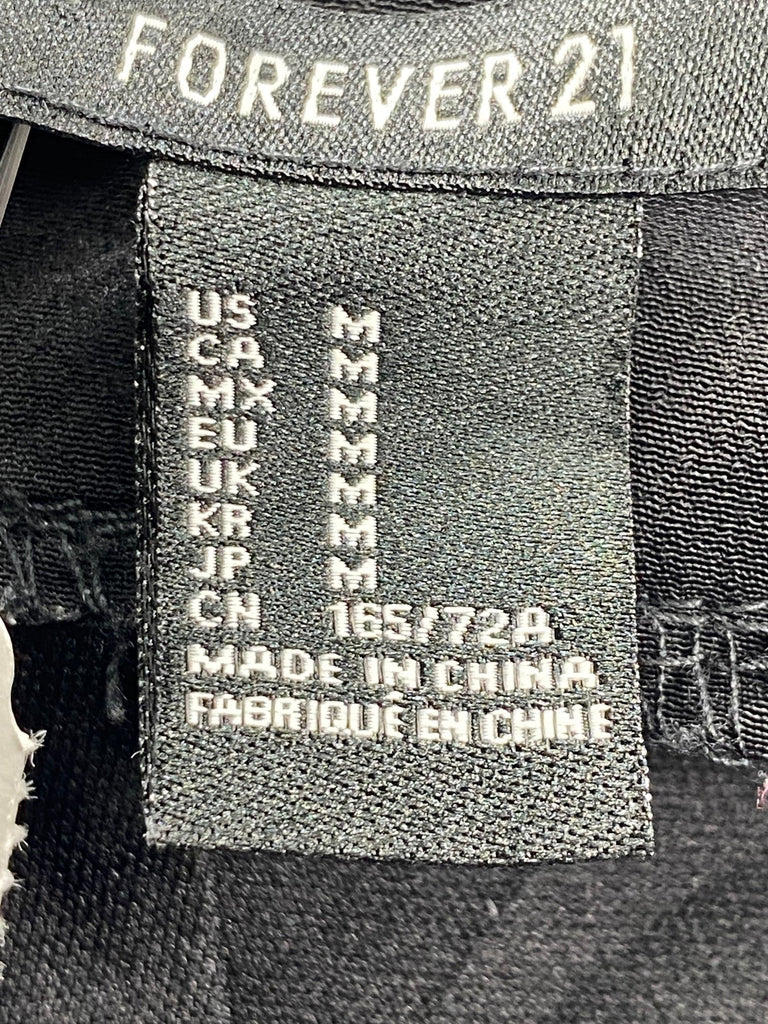 FOREVER 21
US M
CA M
MX M
EU M
UK M
KR M
JP M
CN 165/72A
MADE IN CHINA
FABRIQUÉ EN CHINE